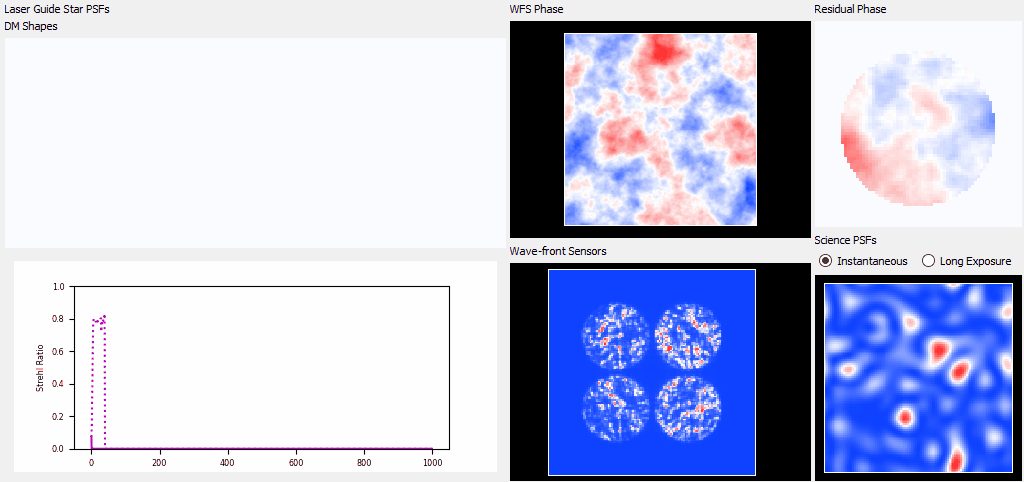 Laser Guide Star PSFs
DM Shapes
WFS Phase
Residual Phase
Wave-front Sensors
Science PSFs
Instantaneous
Long Exposure
Strehl Ratio
1.0
0.8
0.6
0.4
0.2
0.0
0 200 400 600 800 1000